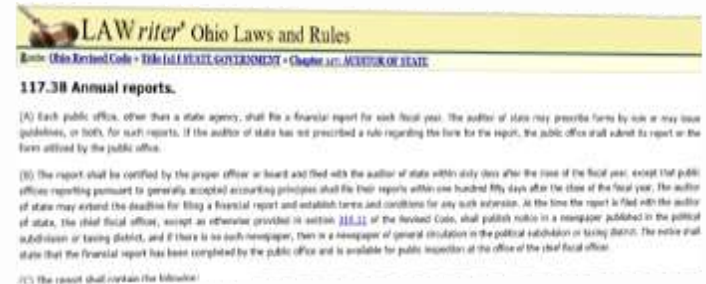 LAWriter® Ohio Laws and Rules
Route: Ohio Revised Code » Title [1] I STATE GOVERNMENT » Chapter 117: AUDITOR OF STATE
117.38 Annual reports.
(A) Each public office, other than a state agency, shall file a financial report for each fiscal year. The auditor of state may prescribe forms by rule or may issue
guidelines, or both, for such reports. If the auditor of state has not prescribed a rule regarding the form for the report, the public office shall submit its report on the
form utilized by the public office.
(B) The report shall be certified by the proper officer or board and filed with the auditor of state within sixty days after the close of the fiscal year, except that public
offices reporting pursuant to generally accepted accounting principles shall file their reports within one hundred fifty days after the close of the fiscal year. The auditor
of state may extend the deadline for filing a financial report and establish terms and conditions for any such extension. At the time the report is filed with the auditor
of state, the chief fiscal officer, except as otherwise provided in section 319.11 of the Revised Code, shall publish notice in a newspaper published in the political
subdivision or taxing district, and if there is no such newspaper, then in a newspaper of general circulation in the political subdivision or taxing district. The notice shall
state that the financial report has been completed by the public office and is available for public inspection at the office of the chief fiscal officer.
(C) The report shall contain the following: